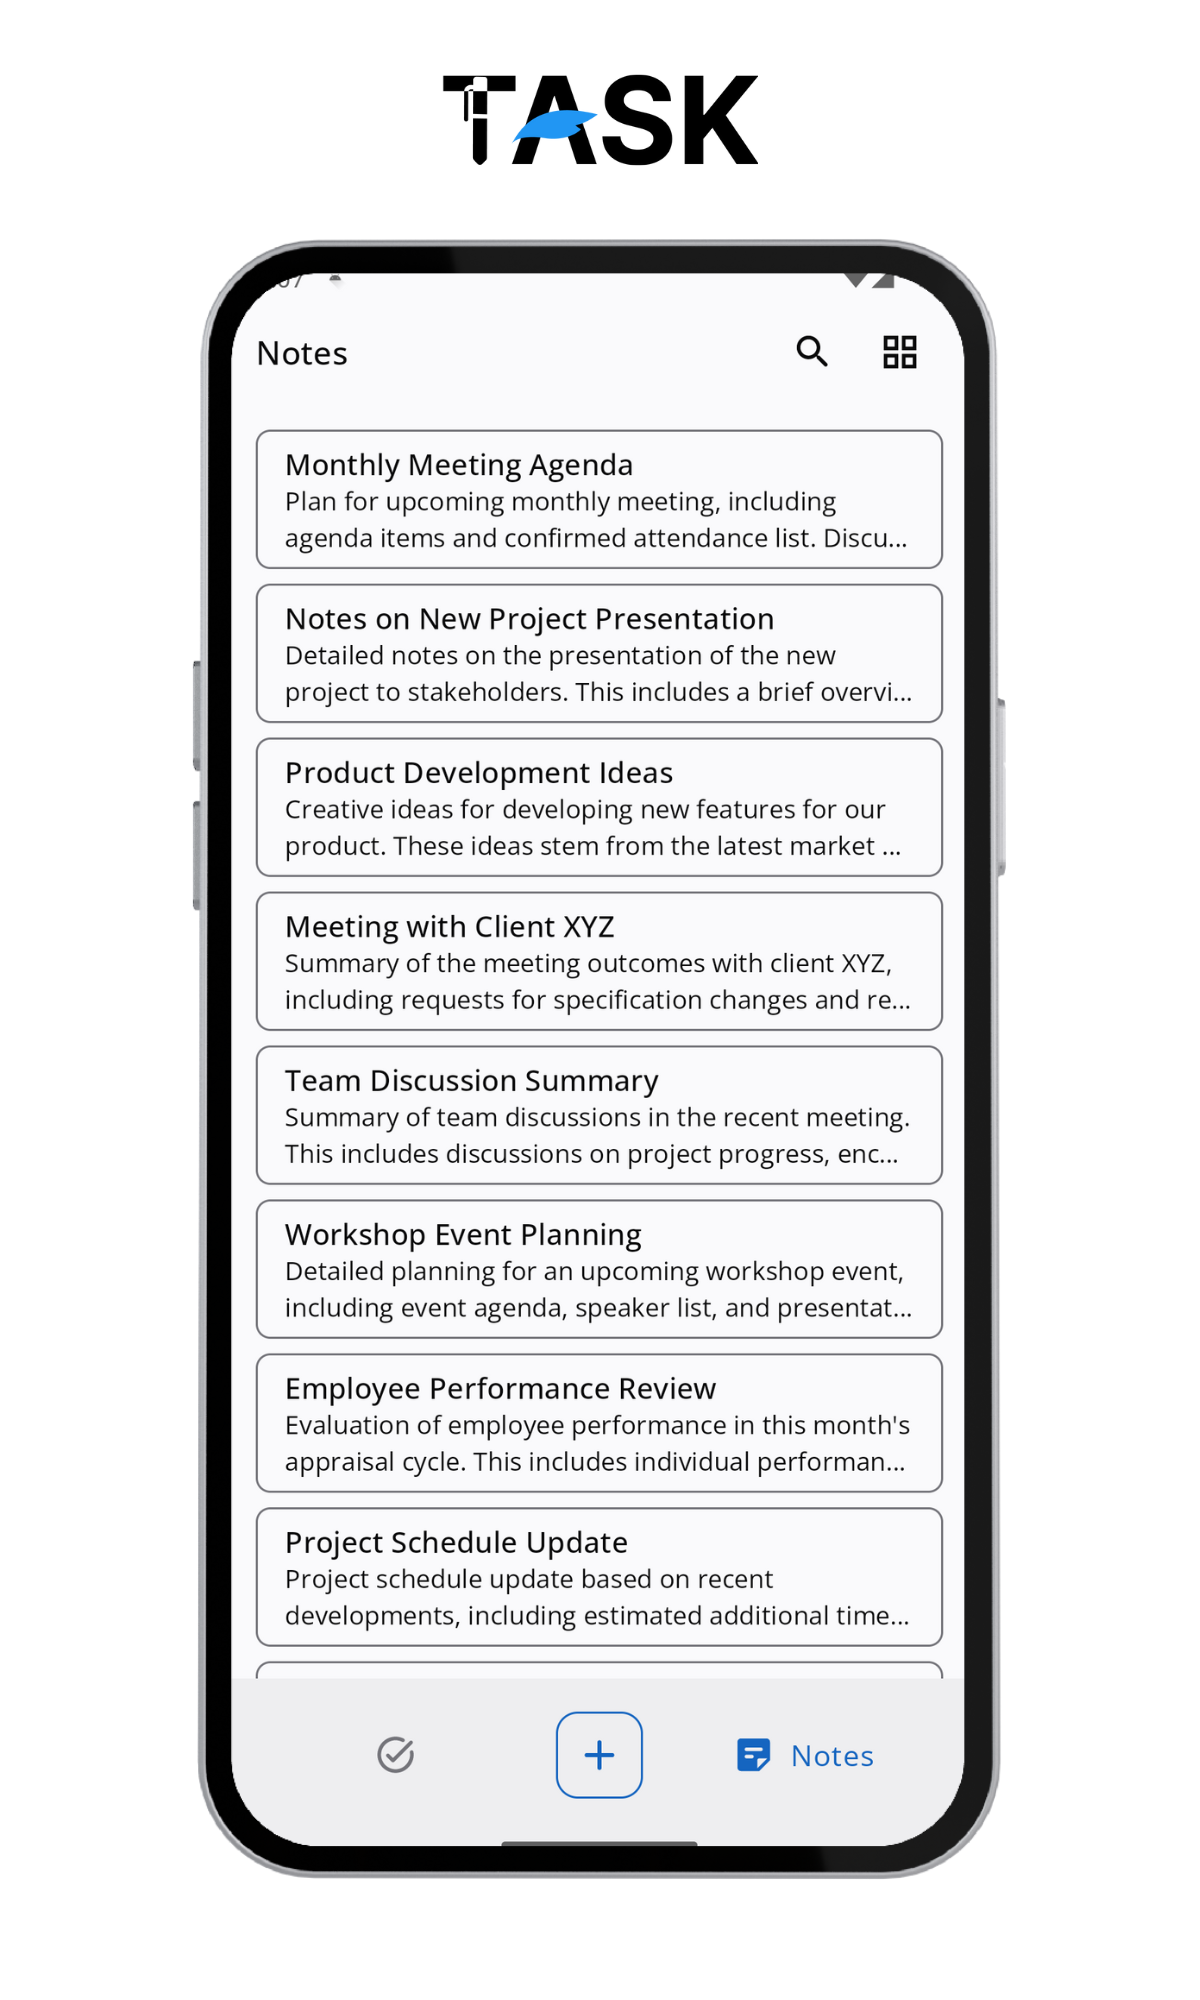 TASK
Notes
Monthly Meeting Agenda
Plan for upcoming monthly meeting, including
agenda items and confirmed attendance list. Discu...
Notes on New Project Presentation
Detailed notes on the presentation of the new
project to stakeholders. This includes a brief overvi...
Product Development Ideas
Creative ideas for developing new features for our
product. These ideas stem from the latest market ...
Meeting with Client XYZ
Summary of the meeting outcomes with client XYZ,
including requests for specification changes and re...
Team Discussion Summary
Summary of team discussions in the recent meeting.
This includes discussions on project progress, enc...
Workshop Event Planning
Detailed planning for an upcoming workshop event,
including event agenda, speaker list, and presentat...
Employee Performance Review
Evaluation of employee performance in this month's
appraisal cycle. This includes individual performan...
Project Schedule Update
Project schedule update based on recent
developments, including estimated additional time...
Notes